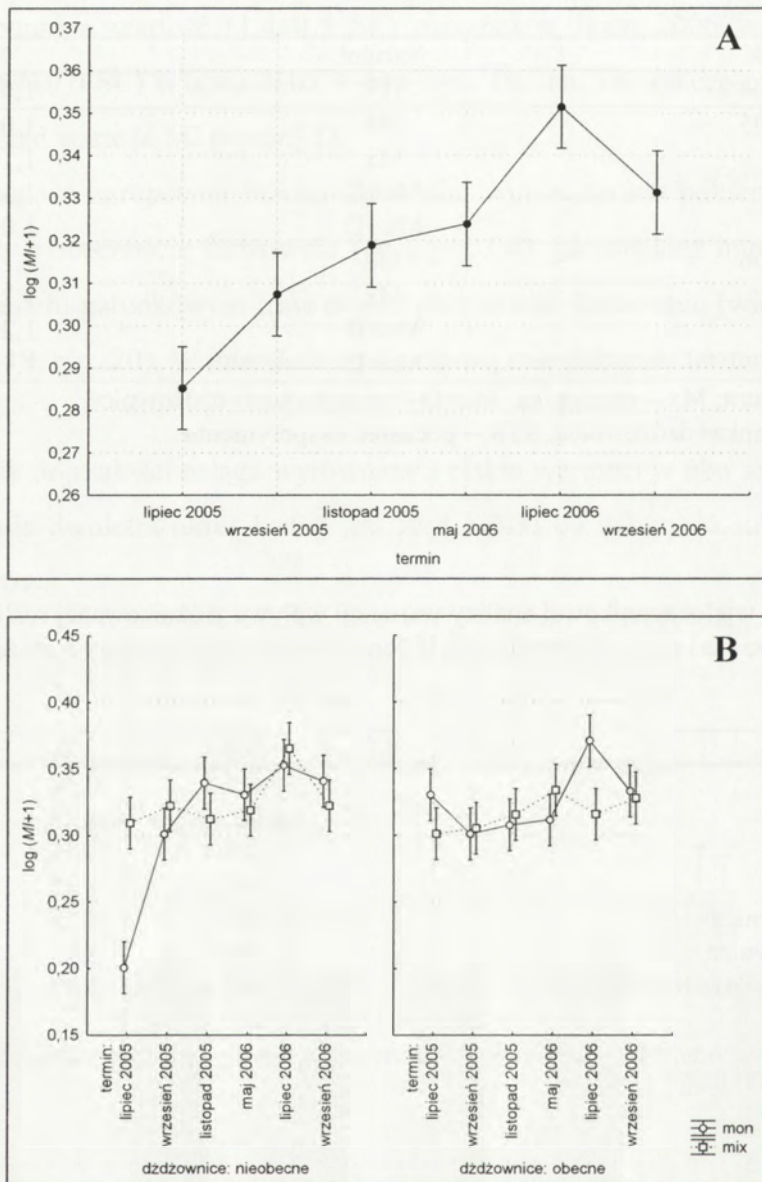 A
0,37
0,36
0,35
0,34
0,33
0,32
0,31
0,30
0,29
0,28
0,27
0,26
log (MI+1)
lipiec 2005
wrzesień 2005
listopad 2005
maj 2006
lipiec 2006
wrzesień 2006
termin
B
0,45
0,40
0,35
0,30
0,25
0,20
0,15
log (MI+1)
termin:
lipiec 2005
wrzesień 2005
listopad 2005
maj 2006
lipiec 2006
wrzesień 2006
dżdżownice: nieobecne
termin:
lipiec 2005
wrzesień 2005
listopad 2005
maj 2006
lipiec 2006
wrzesień 2006
dżdżownice: obecne
mon
mix